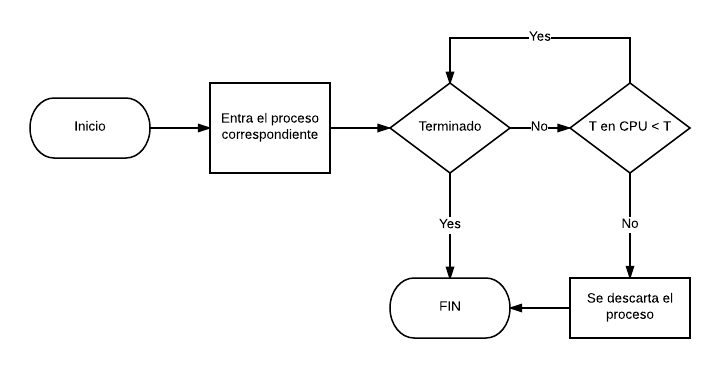 Yes
Inicio
Entra el proceso
correspondiente
Terminado
No
T en CPU < T
Yes
No
FIN
Se descarta el
proceso